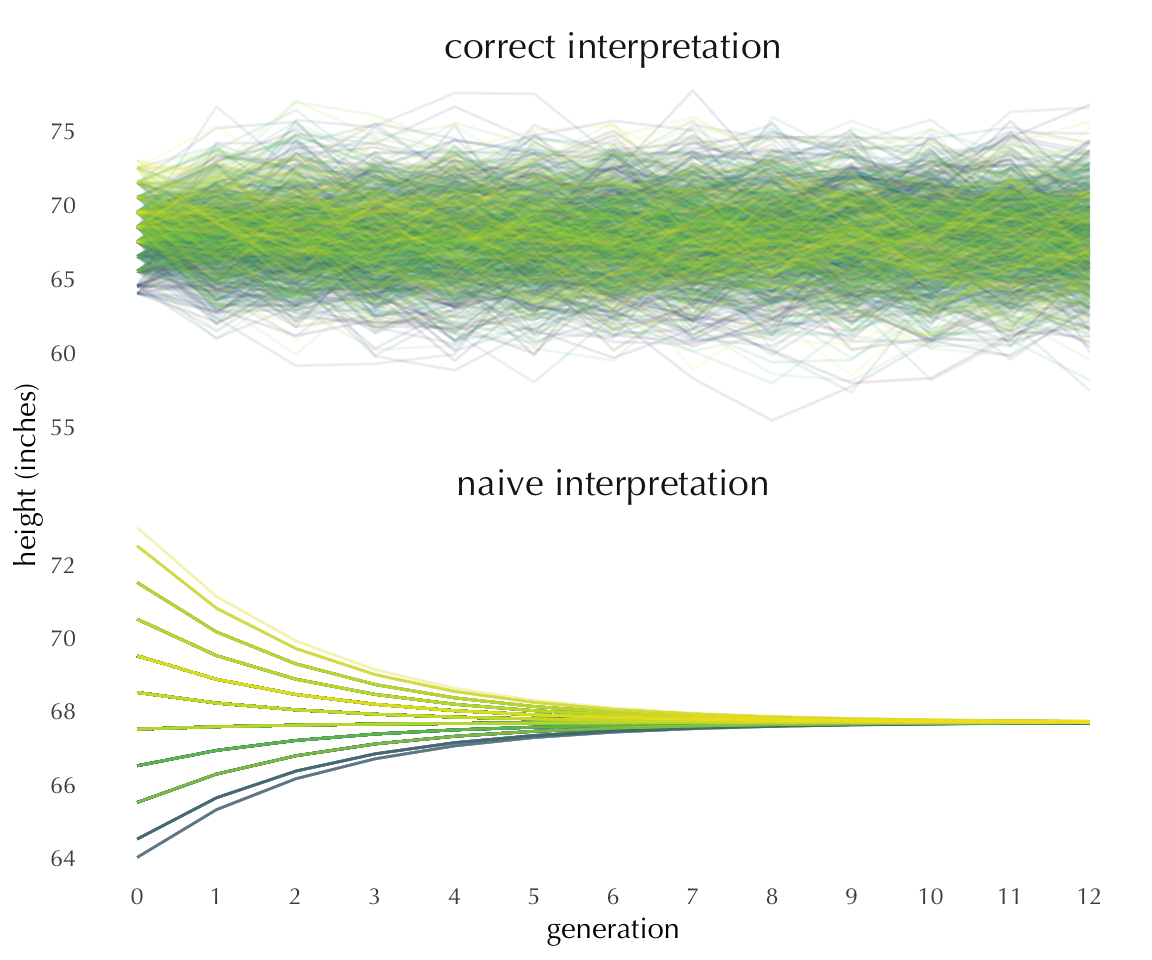 correct interpretation
75
70
65
60
55
height (inches)
naive interpretation
72
70
68
66
64
0 1 2 3 4 5 6 7 8 9 10 11 12
generation